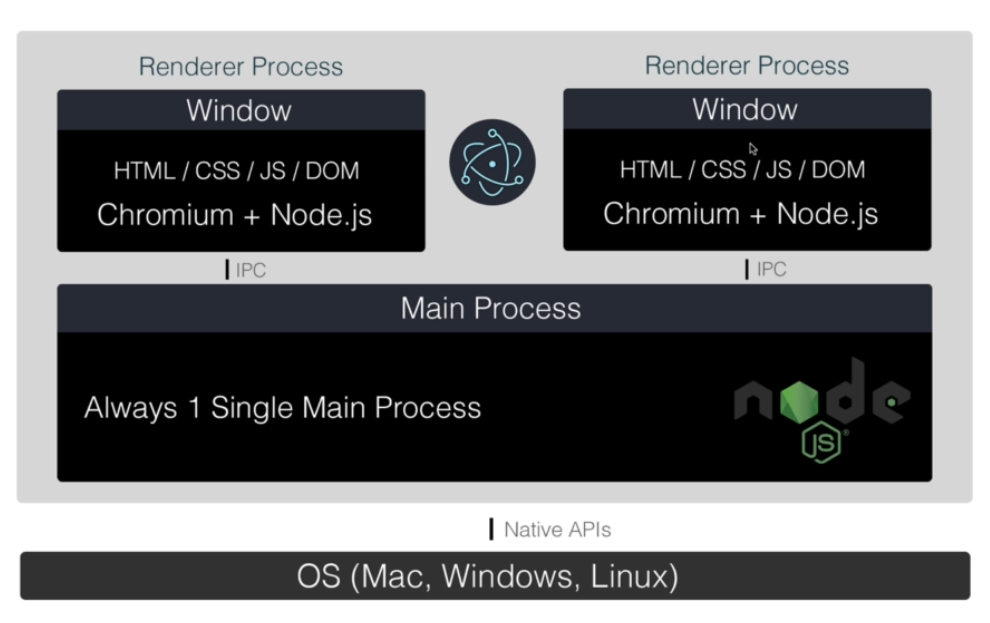 Renderer Process
Window
HTML / CSS / JS / DOM
Chromium + Node.js
IPC
Renderer Process
Window
HTML / CSS / JS / DOM
Chromium + Node.js
IPC
Main Process
Always 1 Single Main Process
node
JS®
Native APIs
OS (Mac, Windows, Linux)